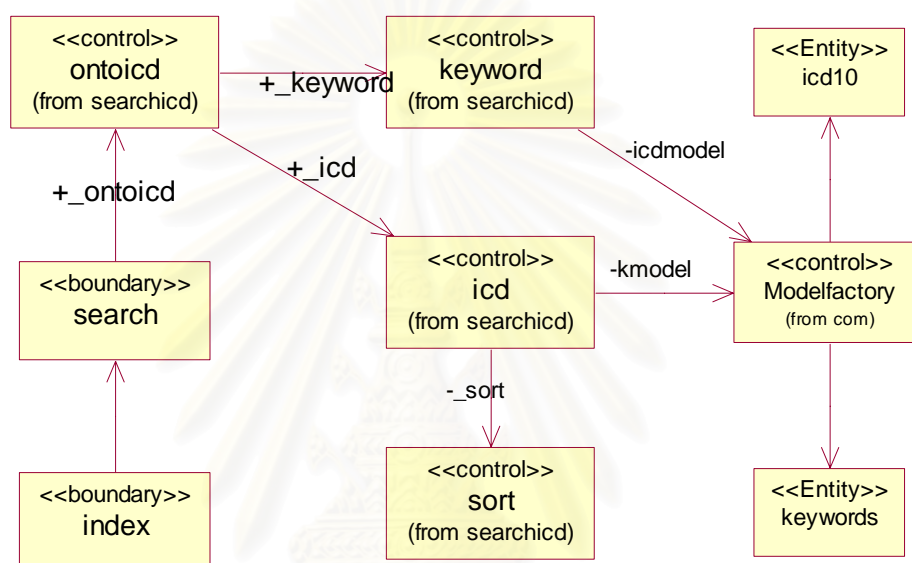 <<control>>
ontoicd
(from searchicd)
+_keyword
<<control>>
keyword
(from searchicd)
<<Entity>>
icd10
+_ontoicd
+_icd
-icdmodel
<<boundary>>
search
<<control>>
icd
(from searchicd)
-kmodel
<<control>>
Modelfactory
(from com)
-_sort
<<boundary>>
index
<<control>>
sort
(from searchicd)
<<Entity>>
keywords